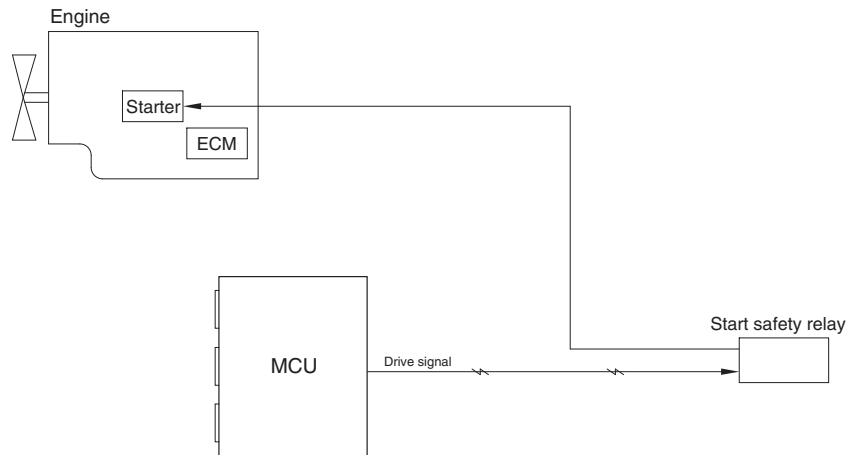 Engine
Starter
ECM
Start safety relay
MCU
Drive signal